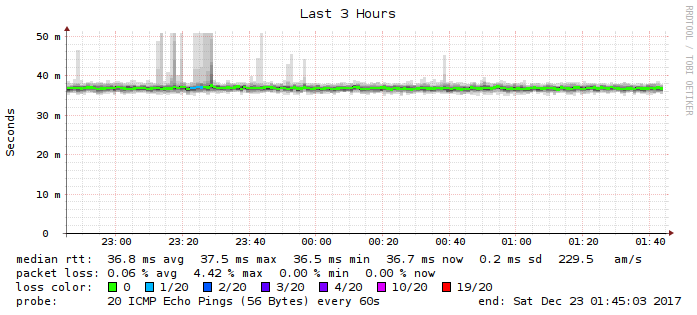 Last 3 Hours
RRDTOOL / TOBI OETIKER
Seconds
50 m
40 m
30 m
20 m
10 m
0
23:00 23:20 23:40 00:00 00:20 00:40 01:00 01:20 01:40
median rtt: 36.8 ms avg 37.5 ms max 36.5 ms min 36.7 ms now 0.2 ms sd 229.5 am/s
packet loss: 0.06 % avg 4.42 % max 0.00 % min 0.00 % now
loss color: 0 1/20 2/20 3/20 4/20 10/20 19/20
probe: 20 ICMP Echo Pings (56 Bytes) every 60s end: Sat Dec 23 01:45:03 2017